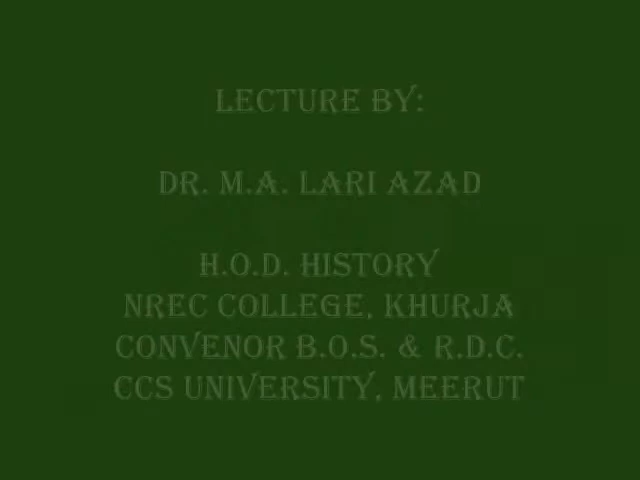 LECTURE BY:
DR. M.A. LARI AZAD
H.O.D. HISTORY
NREC COLLEGE, KHURJA
CONVENOR B.O.S. & R.D.C.
CCS UNIVERSITY, MEERUT